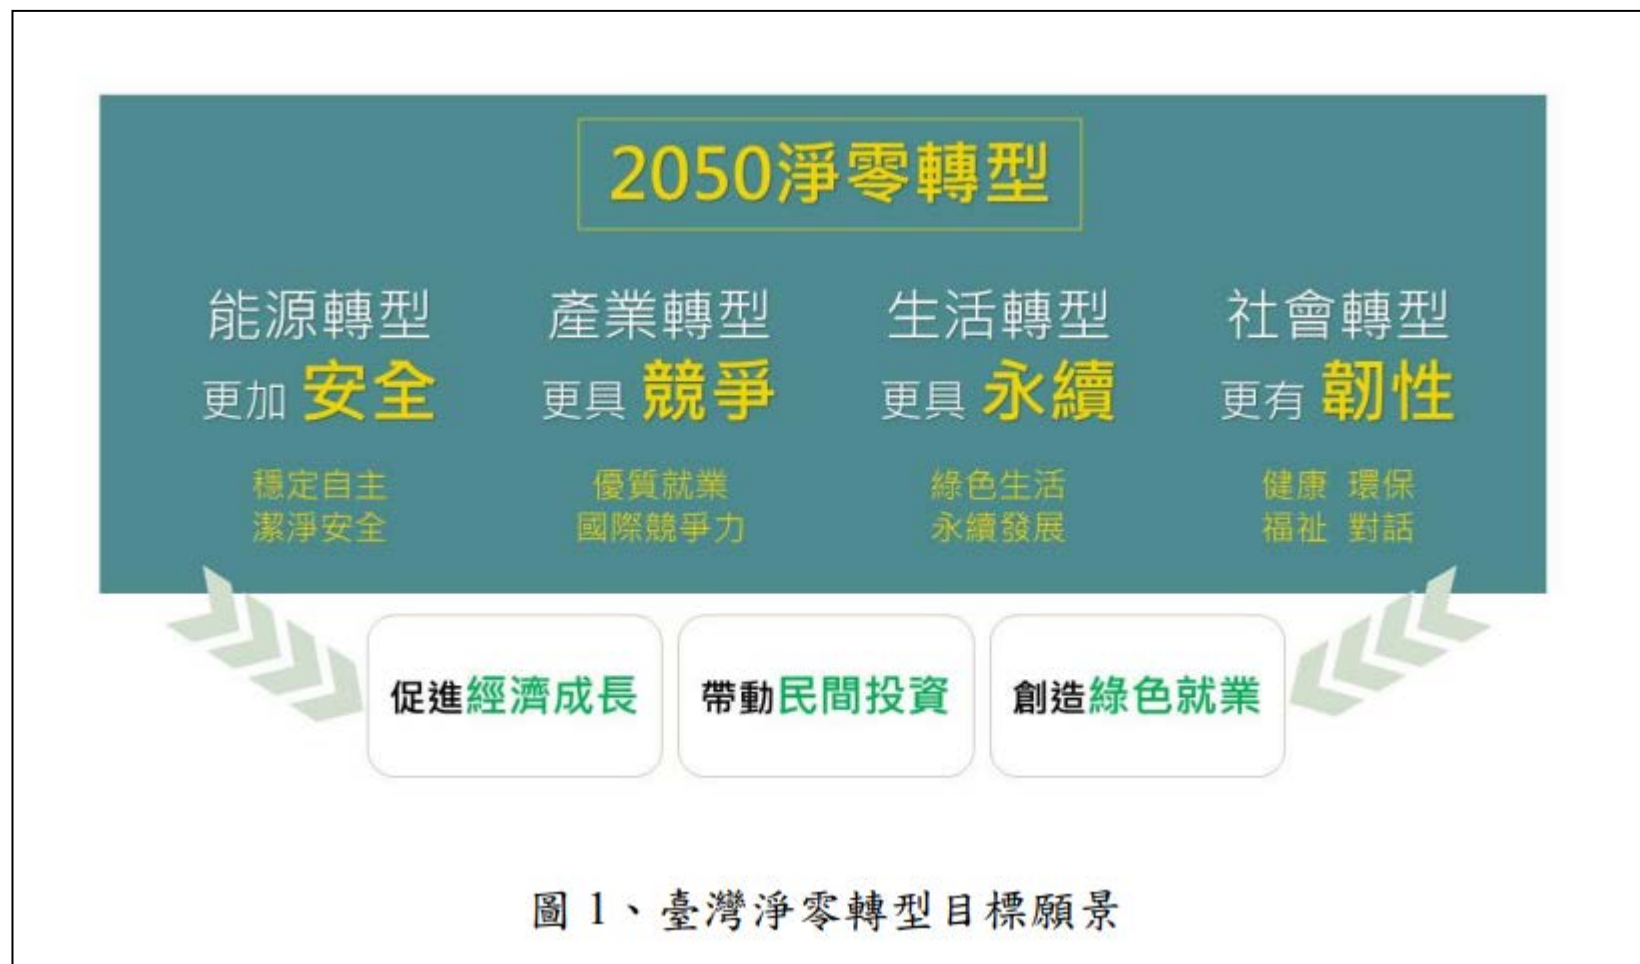 2050淨零轉型
能源轉型
更加 安全
穩定自主
潔淨安全
產業轉型
更具 競爭
優質就業
國際競爭力
生活轉型
更具 永續
綠色生活
永續發展
社會轉型
更有 韌性
健康 環保
福祉 對話
促進經濟成長
帶動民間投資
創造綠色就業
圖 1、臺灣淨零轉型目標願景